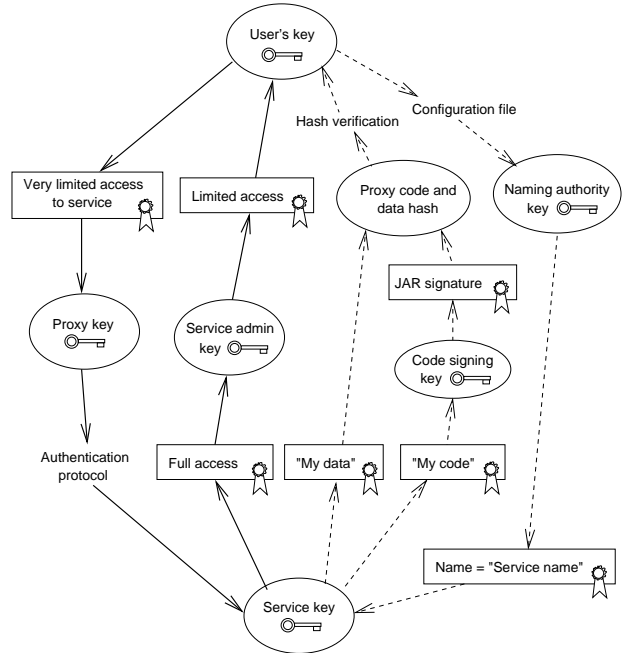 User's key
Configuration file
Hash verification
Very limited access
to service
Limited access
Proxy code and
data hash
Naming authority
key
JAR signature
Proxy key
Service admin
key
Code signing
key
Authentication
protocol
Full access
"My data"
"My code"
Name = "Service name"
Service key